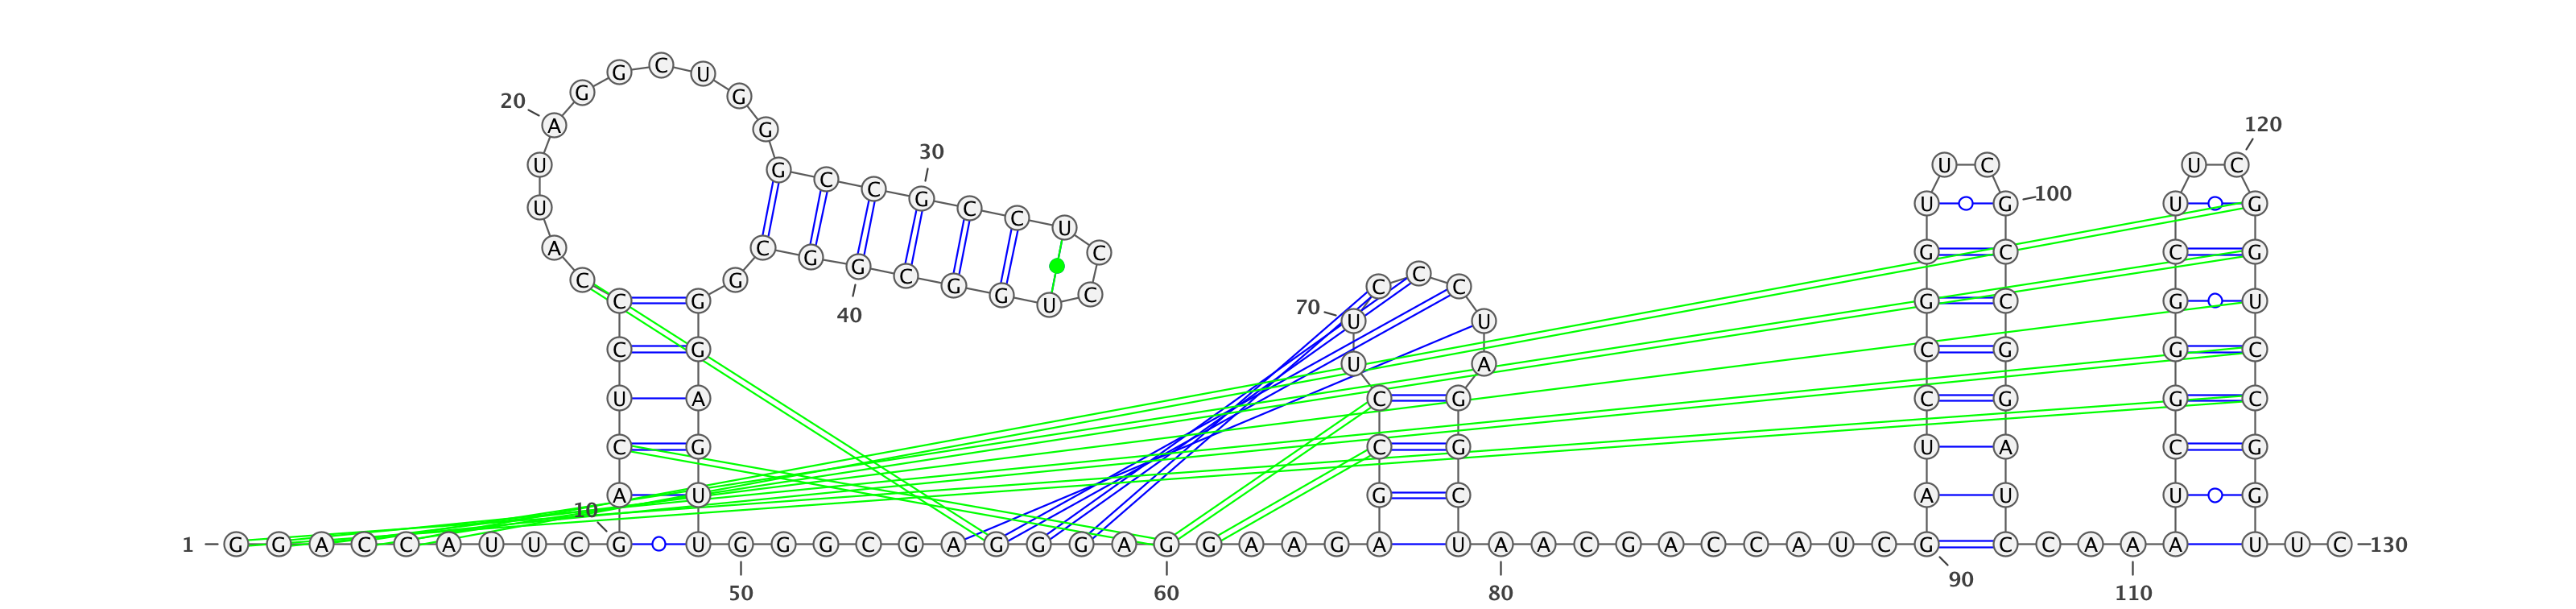 1
G G A C C A U U C G
10
A C U C C C A U U A
20
G G C U G G G C C G
30
C C U C C U G G C G
40
G C G G G A G U U G
50
G G C G A G G G A G
60
G A A G A G C C U U
70
C C C U A G G C U A
80
A C G A C C A U C G
90
A U C C G G U U C G
100
C C G G A U C C A A
110
A U C G G G C U U C
120
G G U C C G G U U C
130